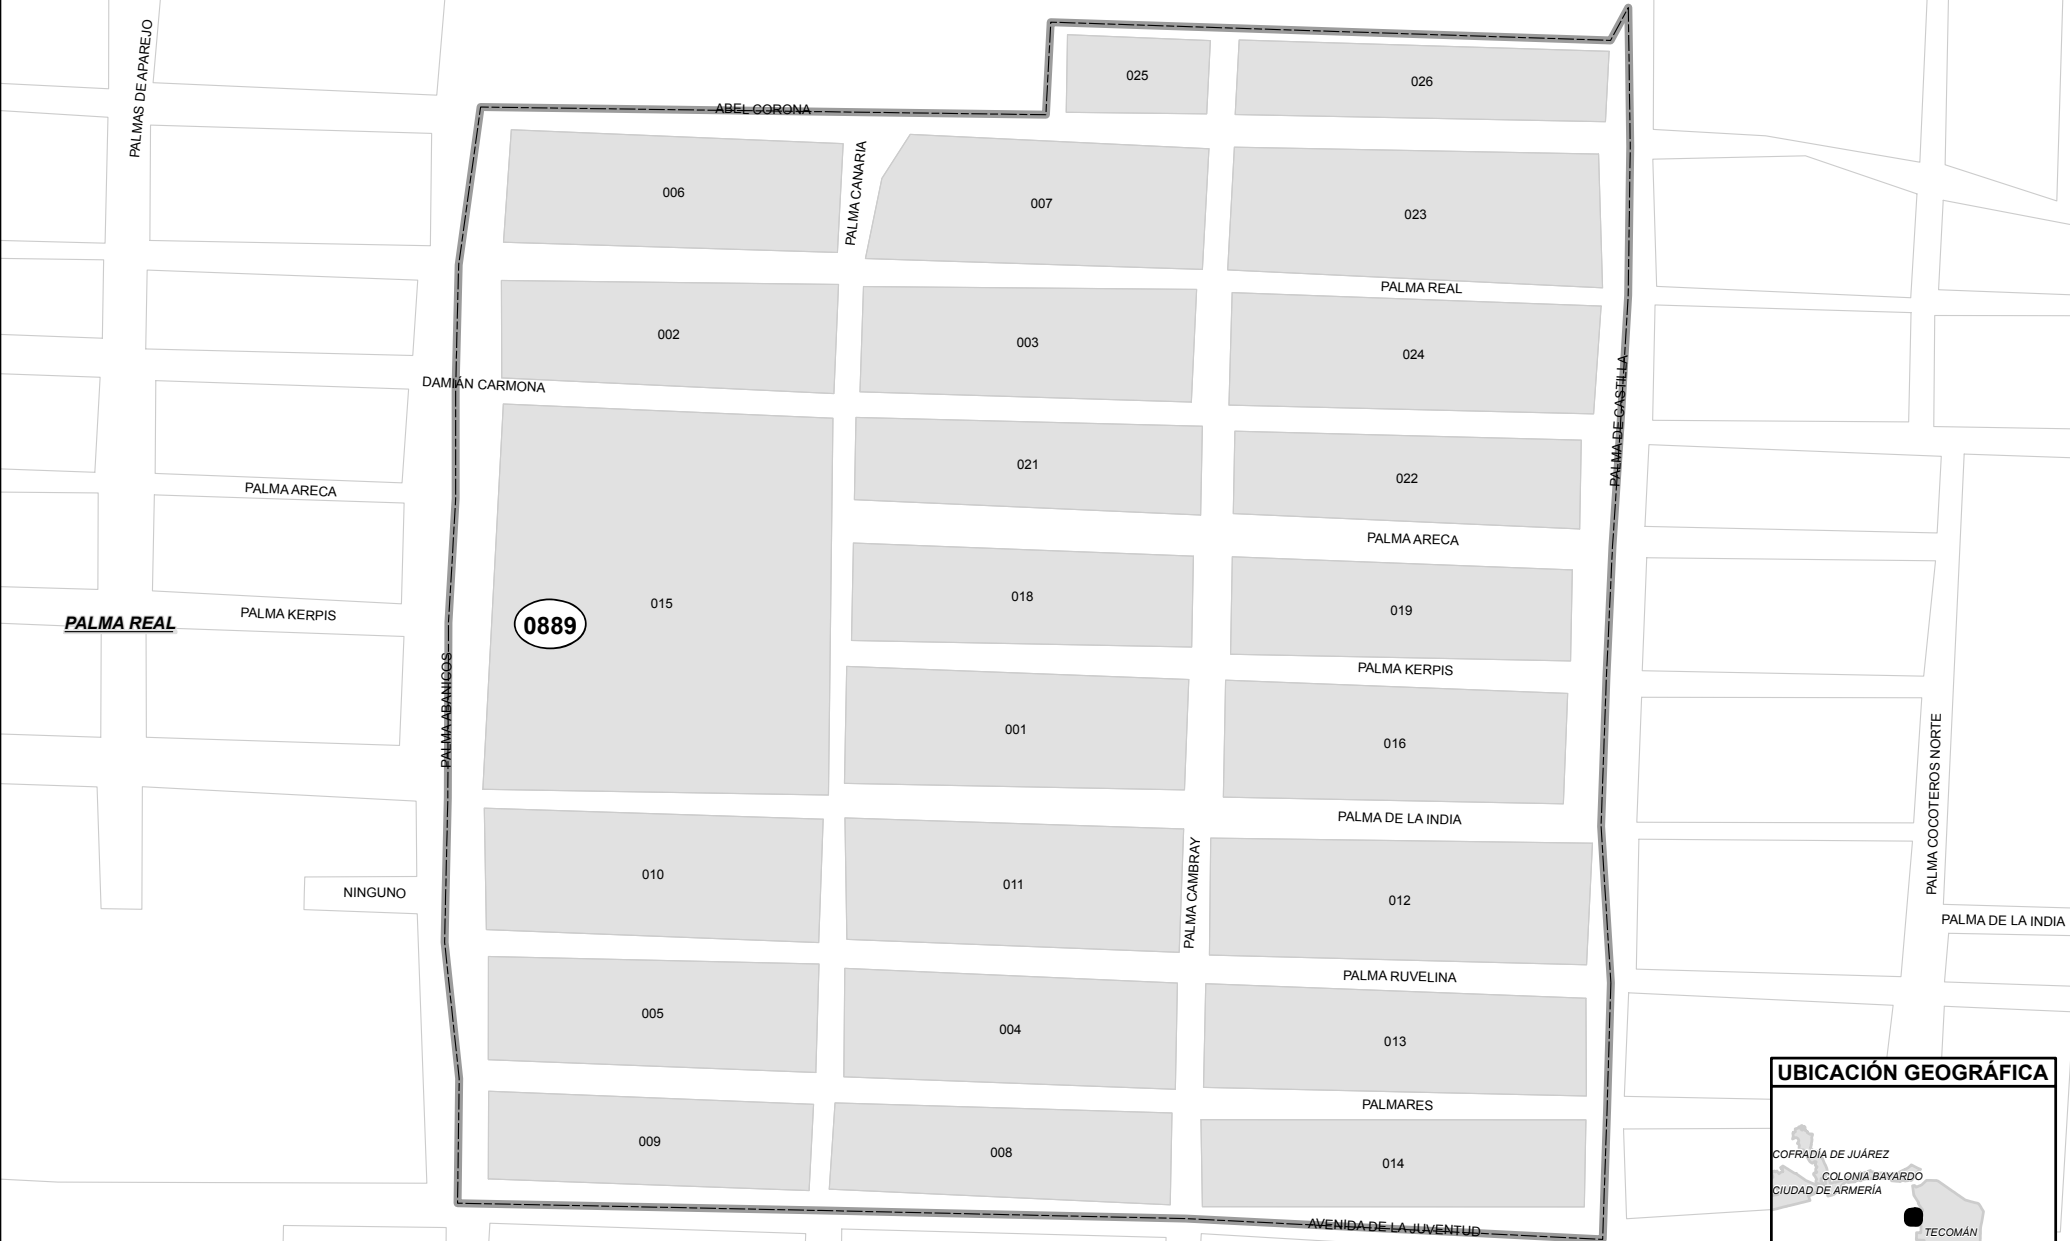 PALMAS DE APAREJO
025
026
ABEL CORONA
006
PALMA CANARIA
007
023
PALMA REAL
002
003
024
DAMIÁN CARMONA
PALMA DE CASTILLA
021
022
PALMA ARECA
PALMA ARECA
015
018
019
0889
PALMA KERPIS
PALMA REAL
PALMA KERPIS
PALMA ABANICOS
001
016
PALMA COCOTEROS NORTE
PALMA DE LA INDIA
010
011
PALMA CAMBRAY
012
NINGUNO
PALMA DE LA INDIA
PALMA RUVELINA
005
004
013
UBICACIÓN GEOGRÁFICA
PALMARES
009
008
014
COFRADÍA DE JUÁREZ
COLONIA BAYARDO
CIUDAD DE ARMERÍA
AVENIDA DE LA JUVENTUD
TECOMÁN